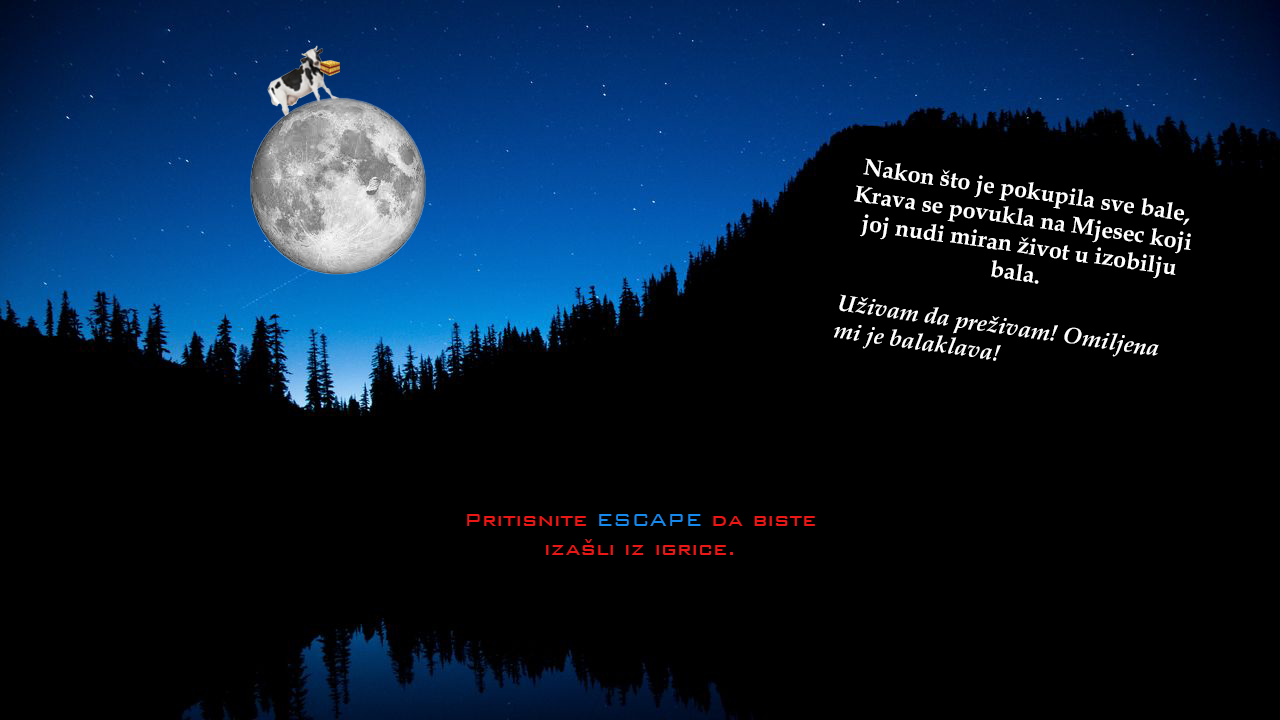 Nakon što je pokupila sve bale,
Krava se povukla na Mjesec koji
joj nudi miran život u izobilju
bala.
Uživam da preživam! Omiljena
mi je balaklava!
Pritisnite ESCAPE da biste
izašli iz igrice.